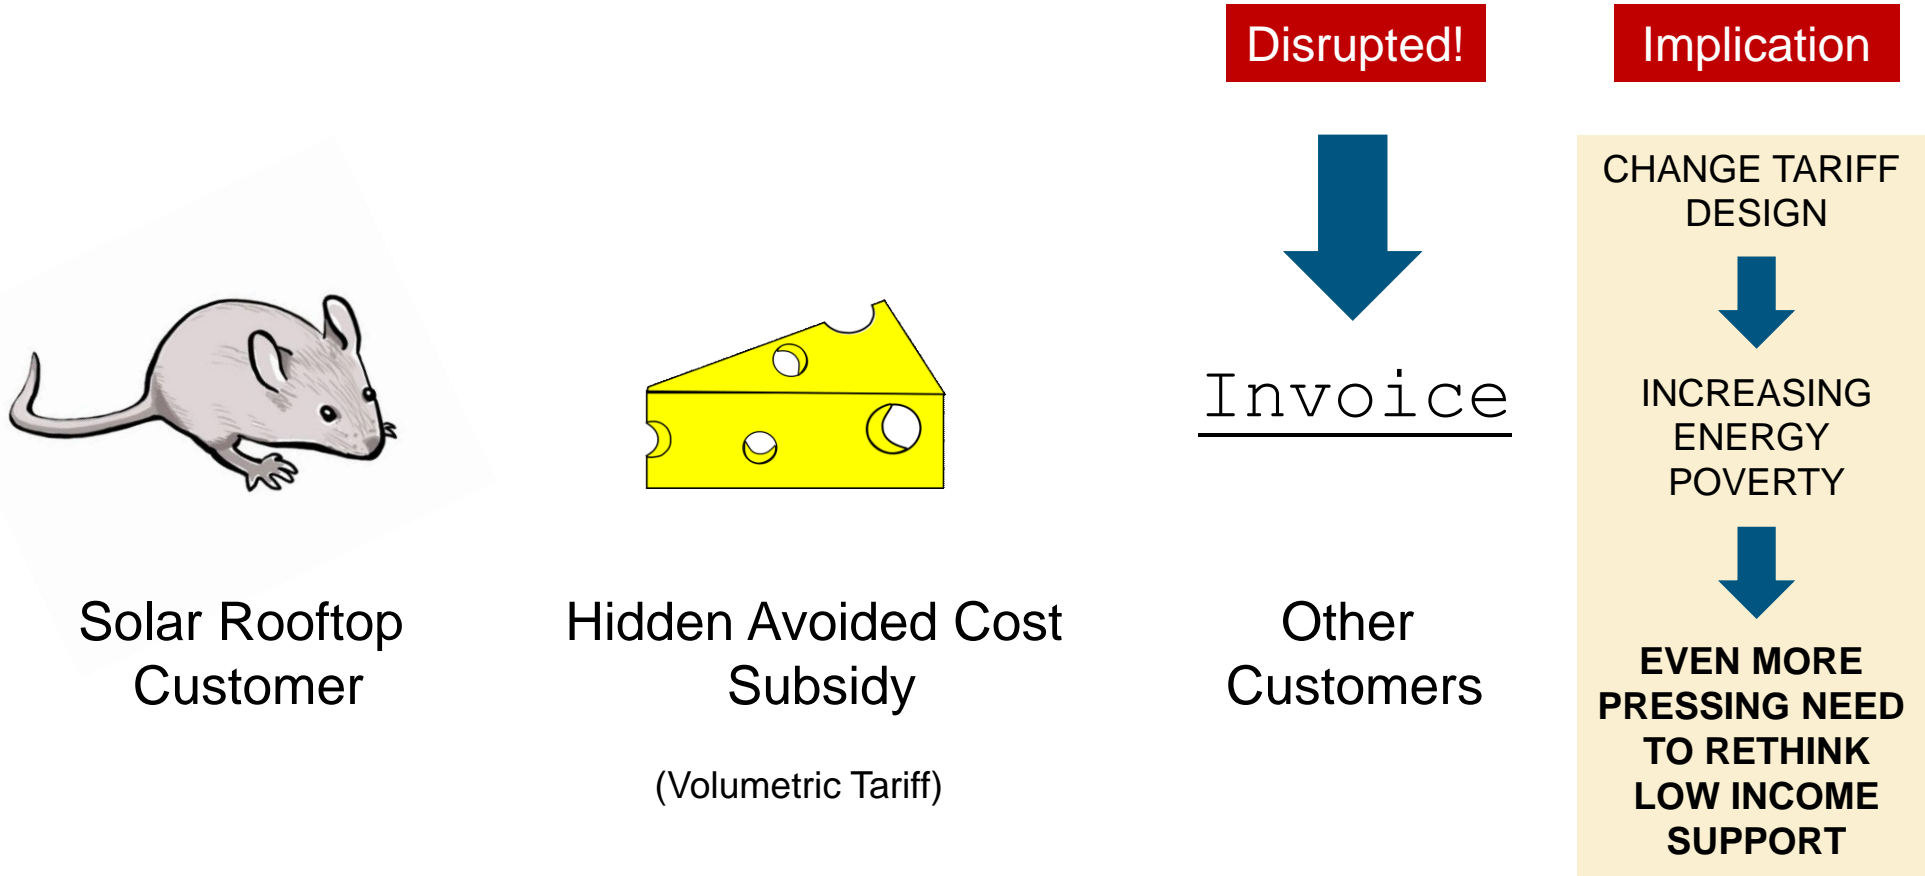 Disrupted!
Implication
Solar Rooftop
Customer
Hidden Avoided Cost
Subsidy
(Volumetric Tariff)
Invoice
Other
Customers
CHANGE TARIFF
DESIGN
INCREASING
ENERGY
POVERTY
EVEN MORE
PRESSING NEED
TO RETHINK
LOW INCOME
SUPPORT